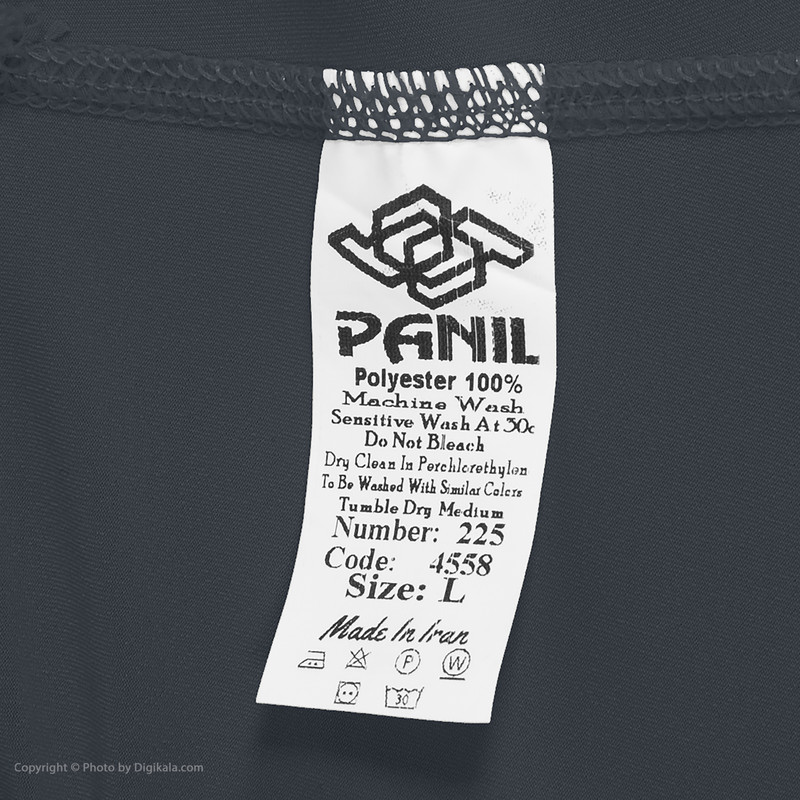 PANIL
Polyester 100%
Machine Wash
Sensitive Wash At 30c
Do Not Bleach
Dry Clean In Perchlorethylen
To Be Washed With Similar Colors
Tumble Dry Medium
Number: 225
Code: 4558
Size: L
Made In Iran
P W
30
Copyright © Photo by Digikala.com